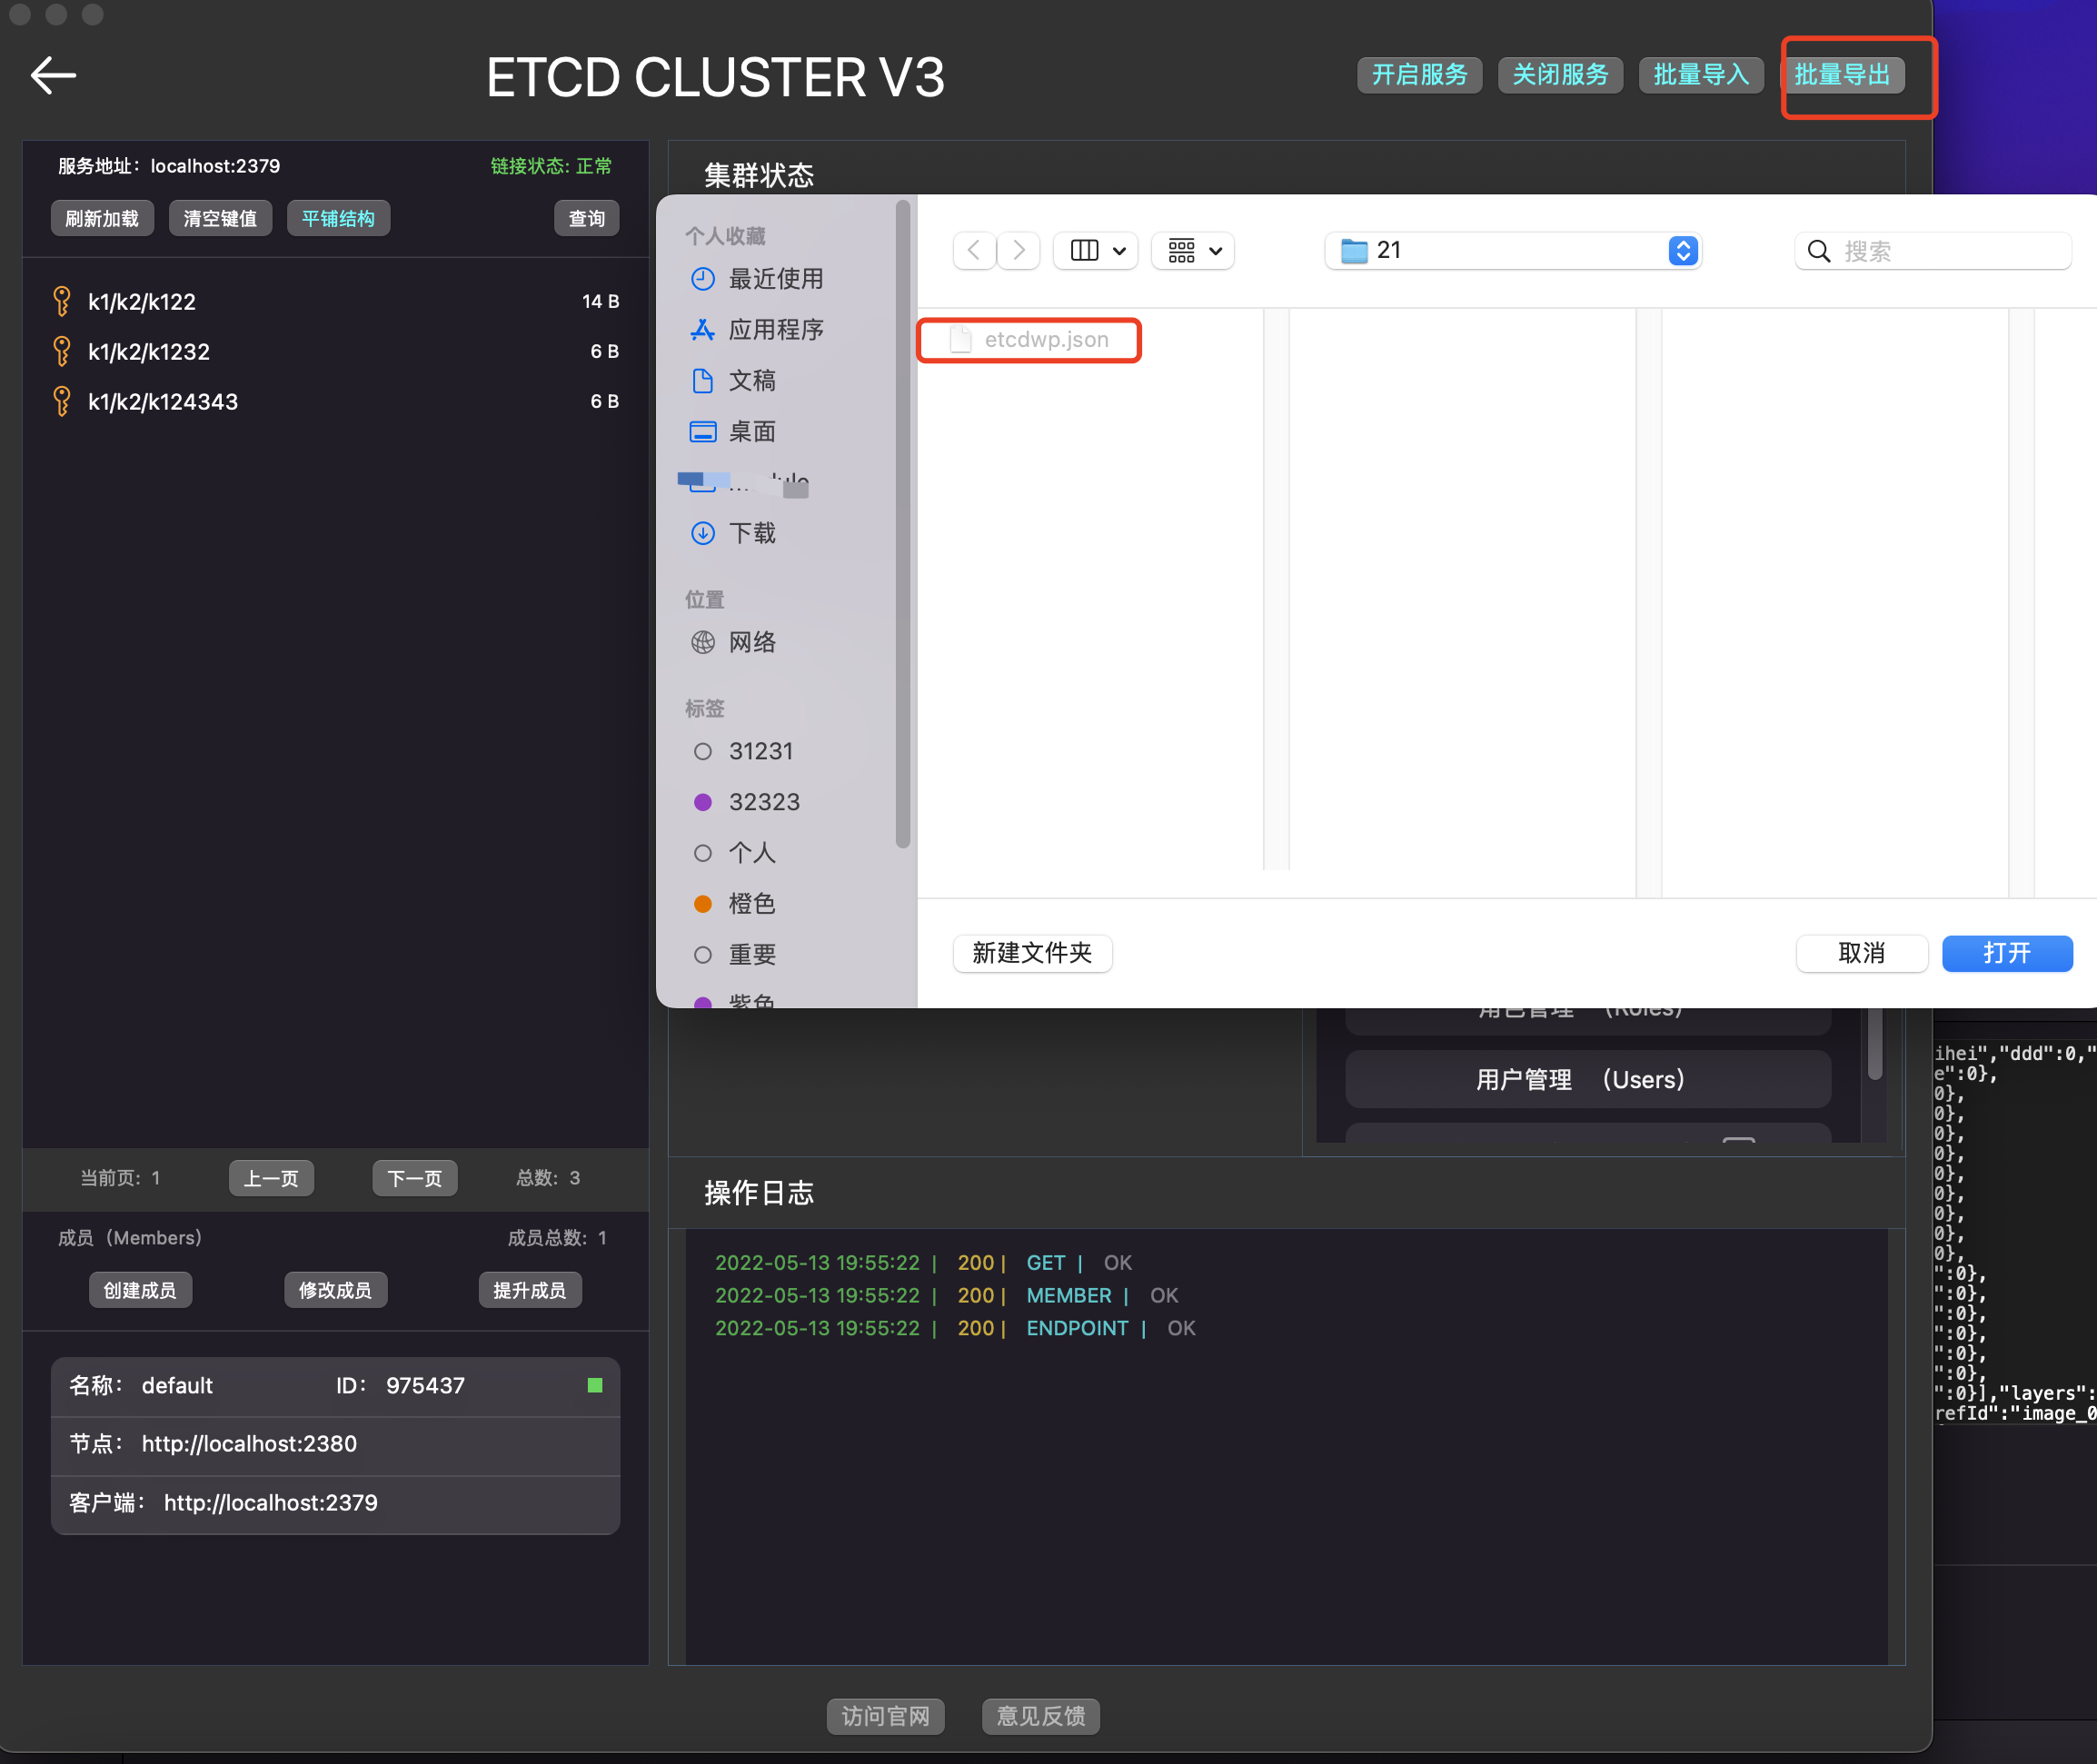 ETCD CLUSTER V3
开启服务
关闭服务
批量导入
批量导出
服务地址：localhost:2379
链接状态: 正常
刷新加载
清空键值
平铺结构
查询
k1/k2/k122 14 B
k1/k2/k1232 6 B
k1/k2/k124343 6 B
当前页: 1
上一页
下一页
总数: 3
成员（Members）
成员总数: 1
创建成员
修改成员
提升成员
名称： default ID： 975437
节点： http://localhost:2380
客户端： http://localhost:2379
集群状态
个人收藏
最近使用
应用程序
文稿
桌面
下载
位置
网络
标签
31231
32323
个人
橙色
重要
紫色
21
搜索
etcdwp.json
新建文件夹
取消
打开
角色管理 （Roles）
用户管理 （Users）
操作日志
2022-05-13 19:55:22 | 200 | GET | OK
2022-05-13 19:55:22 | 200 | MEMBER | OK
2022-05-13 19:55:22 | 200 | ENDPOINT | OK
访问官网
意见反馈
ihei","ddd":0,"
e":0},
0},
0},
0},
0},
0},
0},
0},
0},
0},
":0},
":0},
":0},
":0},
":0},
":0},
":0}],"layers":
refId":"image_0